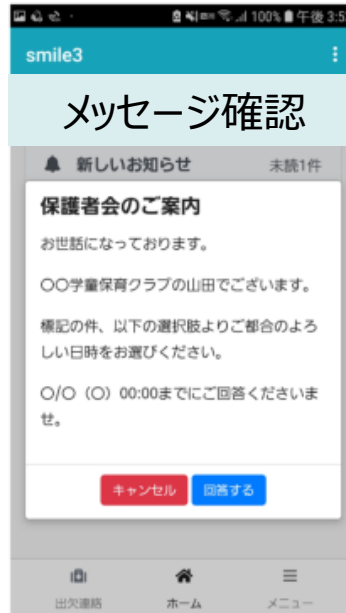 100% 午後 3:5
smile3
メッセージ確認
新しいお知らせ 未読1件
保護者会のご案内
お世話になっております。
〇〇学童保育クラブの山田でございます。
標記の件、以下の選択肢よりご都合のよろ
しい日時をお選びください。
〇/〇（〇）00:00までにご回答くださいま
せ。
キャンセル 回答する
出欠連絡 ホーム メニュー